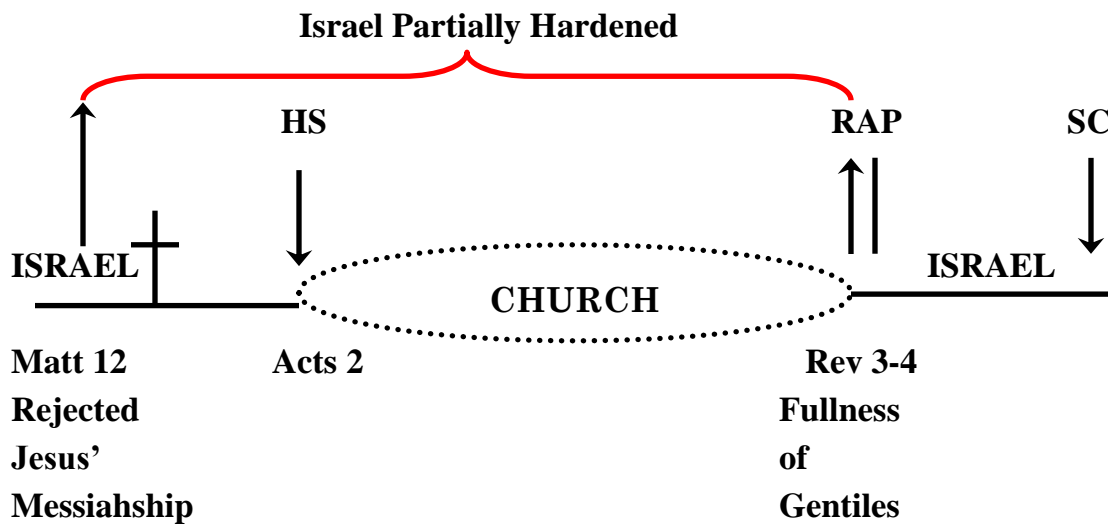 Israel Partially Hardened
HS
RAP
SC
ISRAEL
CHURCH
ISRAEL
Matt 12
Rejected
Jesus’
Messiahship
Acts 2
Rev 3-4
Fullness
of
Gentiles